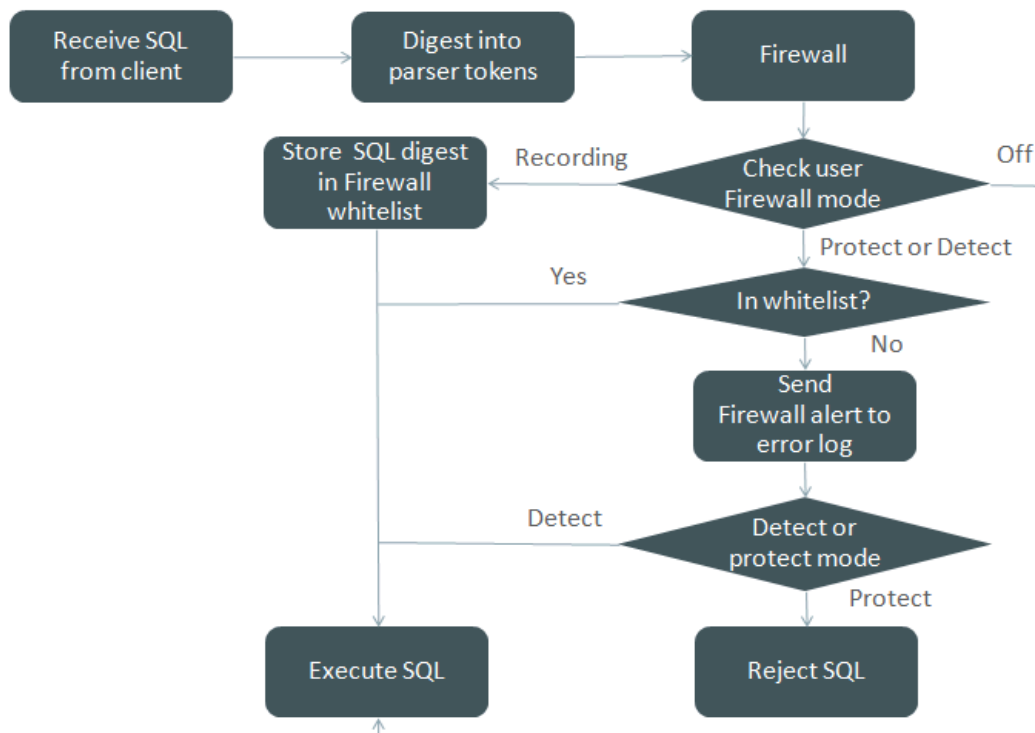 Receive SQL
from client
Digest into
parser tokens
Firewall
Store  SQL digest
in Firewall
whitelist
Recording
Check user
Firewall mode
Off
Protect or Detect
Yes
In whitelist?
No
Send
Firewall alert to
error log
Detect
Detect or
protect mode
Protect
Execute SQL
Reject SQL